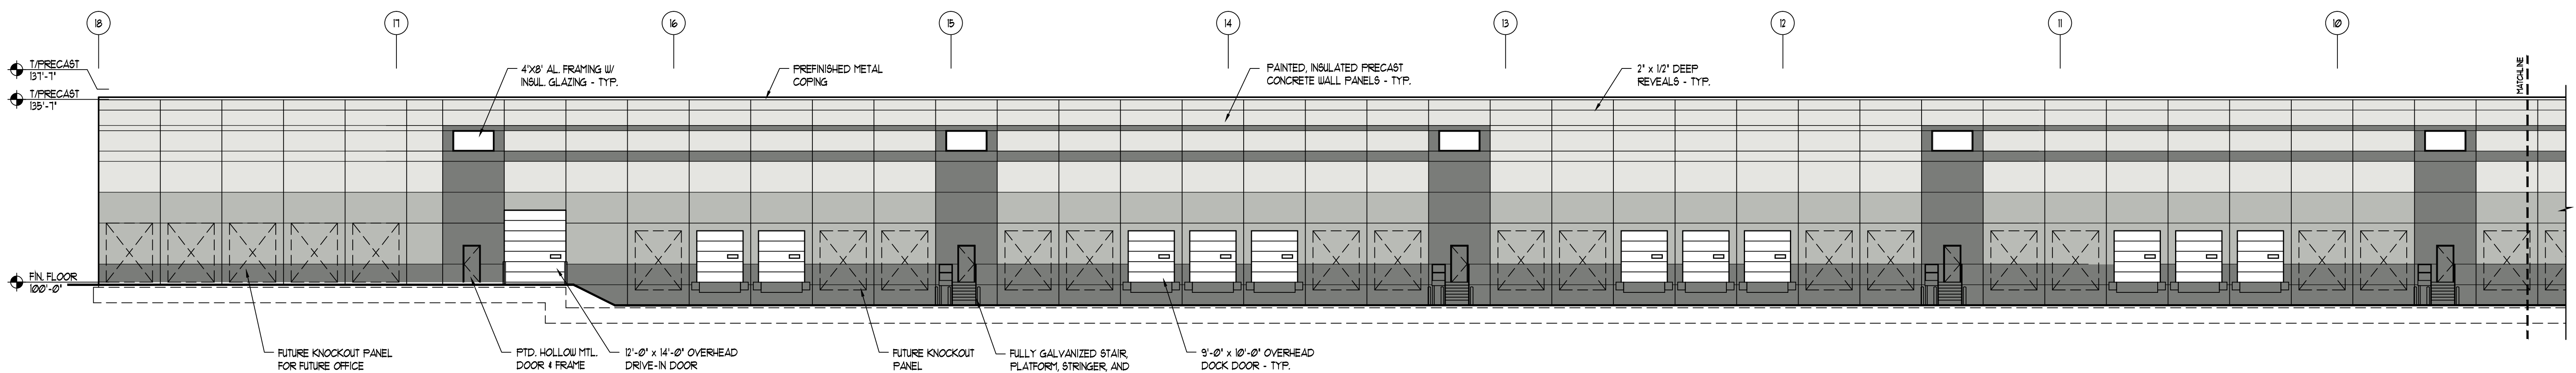 18 17 16 15 14 13 12 11 10
T/PRECAST
137'-7"
T/PRECAST
135'-7"
4'X8' AL. FRAMING W/
INSUL. GLAZING - TYP.
PREFINISHED METAL
COPING
PAINTED, INSULATED PRECAST
CONCRETE WALL PANELS - TYP.
2" x 1/2" DEEP
REVEALS - TYP.
MATCHLINE
FIN. FLOOR
100'-0"
FUTURE KNOCKOUT PANEL
FOR FUTURE OFFICE
PTD. HOLLOW MTL.
DOOR & FRAME
12'-0" x 14'-0" OVERHEAD
DRIVE-IN DOOR
FUTURE KNOCKOUT
PANEL
FULLY GALVANIZED STAIR,
PLATFORM, STRINGER, AND
9'-0" x 10'-0" OVERHEAD
DOCK DOOR - TYP.